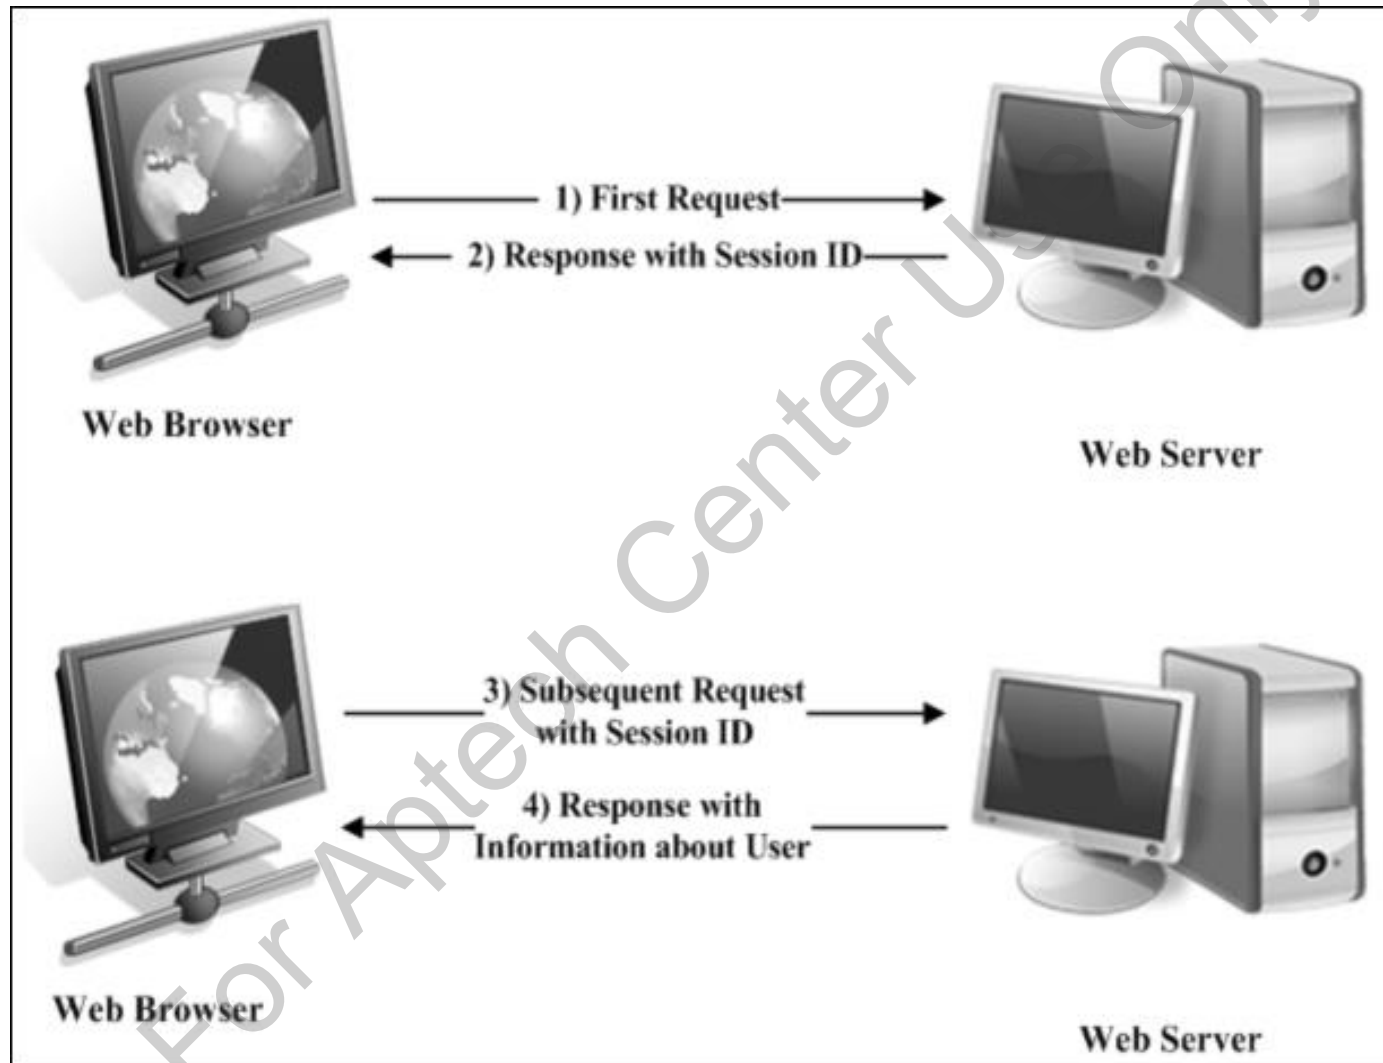 1) First Request
2) Response with Session ID
Web Browser
Web Server
3) Subsequent Request
with Session ID
4) Response with
Information about User
Web Browser
Web Server
For Aptech Center Use Only